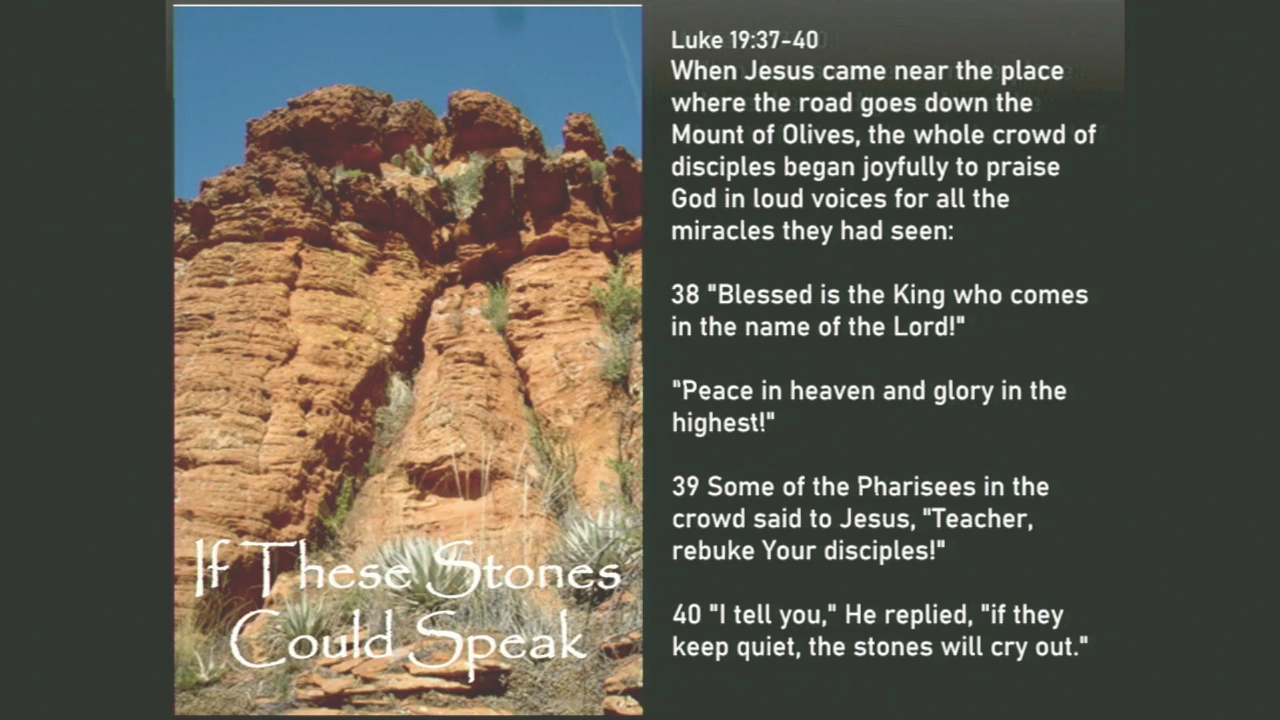 If These Stones
Could Speak
Luke 19:37-40
When Jesus came near the place
where the road goes down the
Mount of Olives, the whole crowd of
disciples began joyfully to praise
God in loud voices for all the
miracles they had seen:
38 "Blessed is the King who comes
in the name of the Lord!"
"Peace in heaven and glory in the
highest!"
39 Some of the Pharisees in the
crowd said to Jesus, "Teacher,
rebuke Your disciples!"
40 "I tell you," He replied, "if they
keep quiet, the stones will cry out."